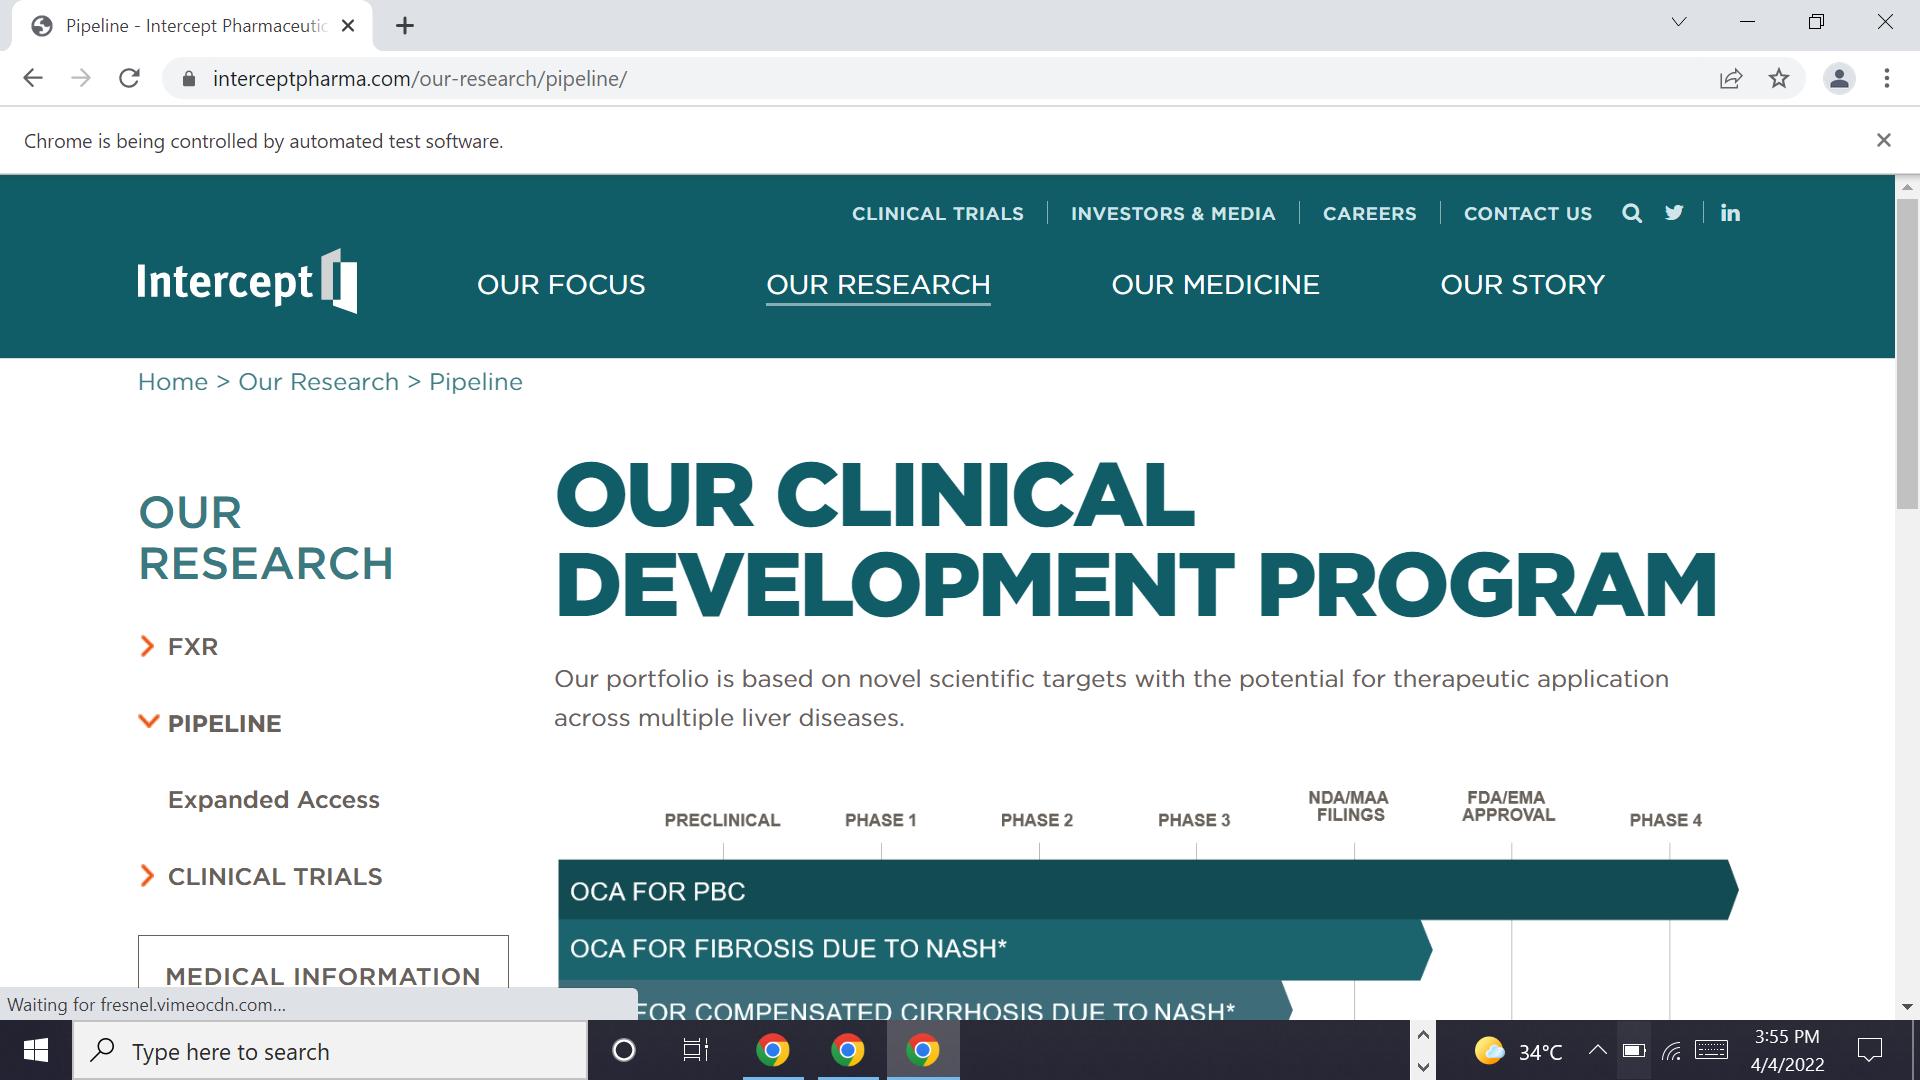 Pipeline - Intercept Pharmaceutic
interceptpharma.com/our-research/pipeline/
Chrome is being controlled by automated test software.
CLINICAL TRIALS
INVESTORS & MEDIA
CAREERS
CONTACT US
in
Intercept
OUR FOCUS
OUR RESEARCH
OUR MEDICINE
OUR STORY
Home > Our Research > Pipeline
OUR
RESEARCH
FXR
PIPELINE
Expanded Access
CLINICAL TRIALS
MEDICAL INFORMATION
OUR CLINICAL
DEVELOPMENT PROGRAM
Our portfolio is based on novel scientific targets with the potential for therapeutic application
across multiple liver diseases.
PRECLINICAL
PHASE 1
PHASE 2
PHASE 3
NDA/MAA
FILINGS
FDA/EMA
APPROVAL
PHASE 4
OCA FOR PBC
OCA FOR FIBROSIS DUE TO NASH*
FOR COMPENSATED CIRRHOSIS DUE TO NASH*
Waiting for fresnel.vimeocdn.com...
Type here to search
34°C
3:55 PM
4/4/2022